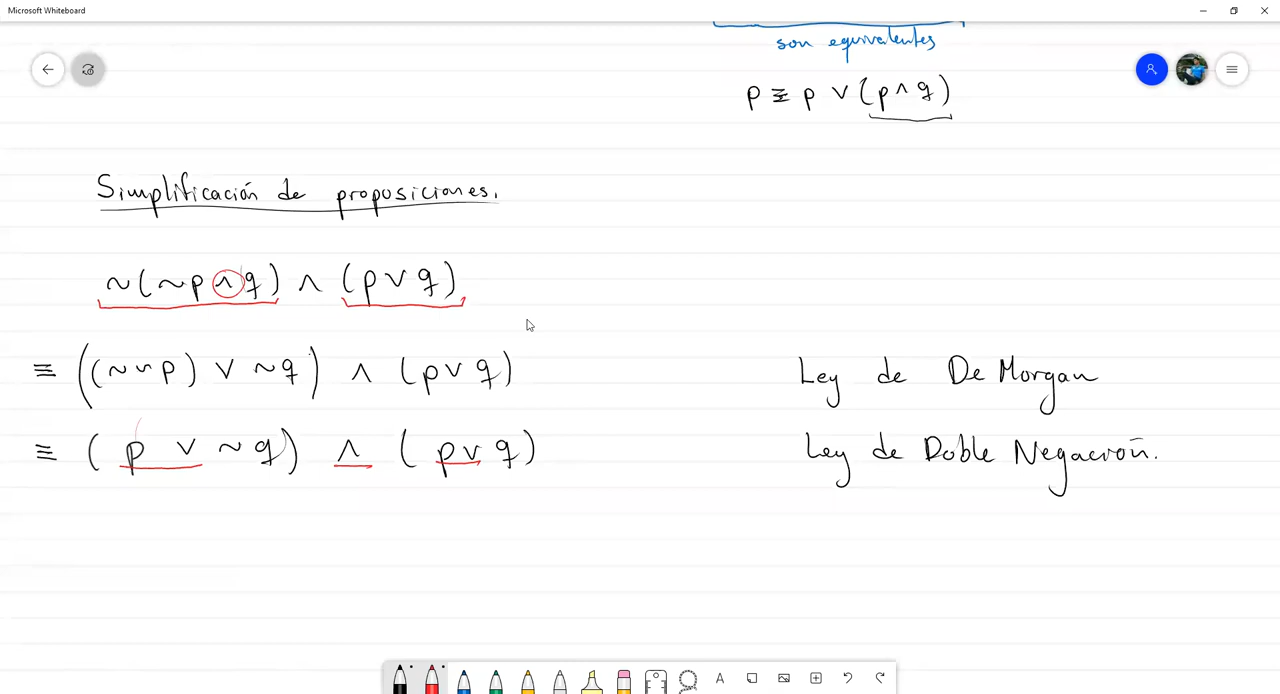 Microsoft Whiteboard
son equivalentes
p ≡ p ∨ (p ∧ q)
Simplificación de proposiciones.
~(~p ∧ q) ∧ (p ∨ q)
≡ ((~~p) ∨ ~q) ∧ (p ∨ q) Ley de De Morgan
≡ (p ∨ ~q) ∧ (p ∨ q) Ley de Doble Negación.
A